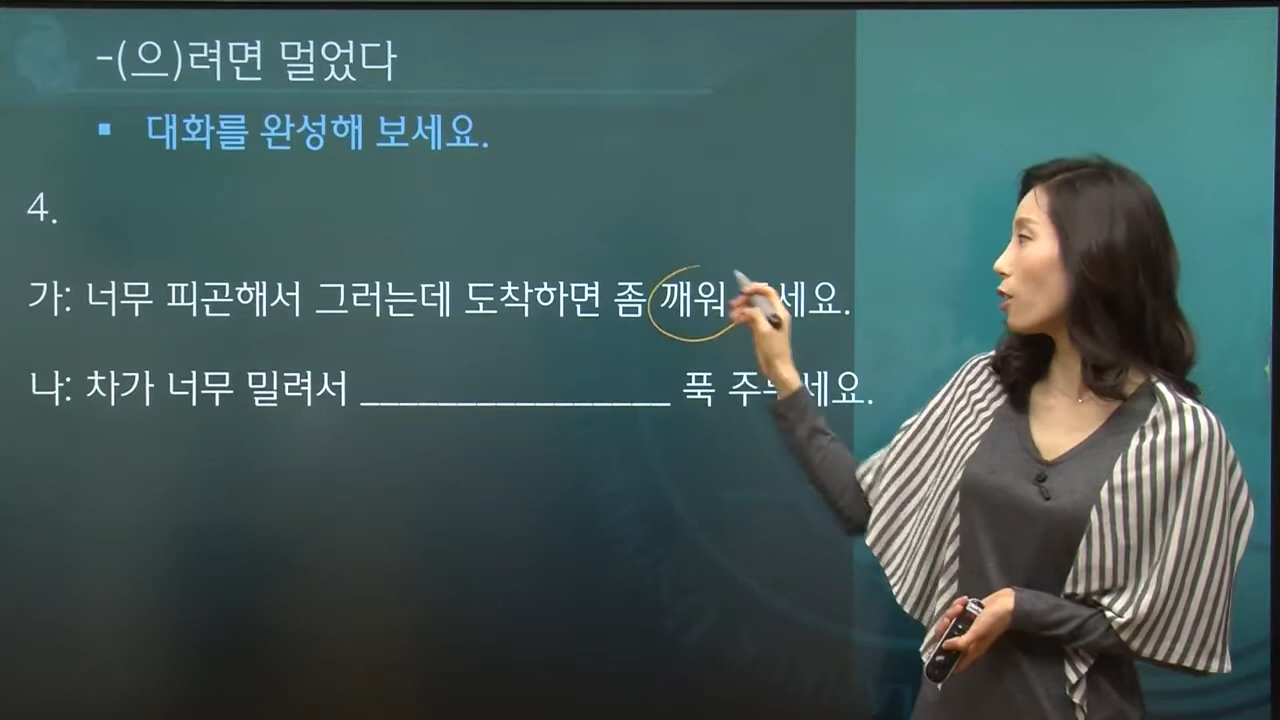 -(으)려면 멀었다
▪ 대화를 완성해 보세요.
4.
가: 너무 피곤해서 그러는데 도착하면 좀 깨워 세요.
나: 차가 너무 밀려서 ________________ 푹 주무세요.